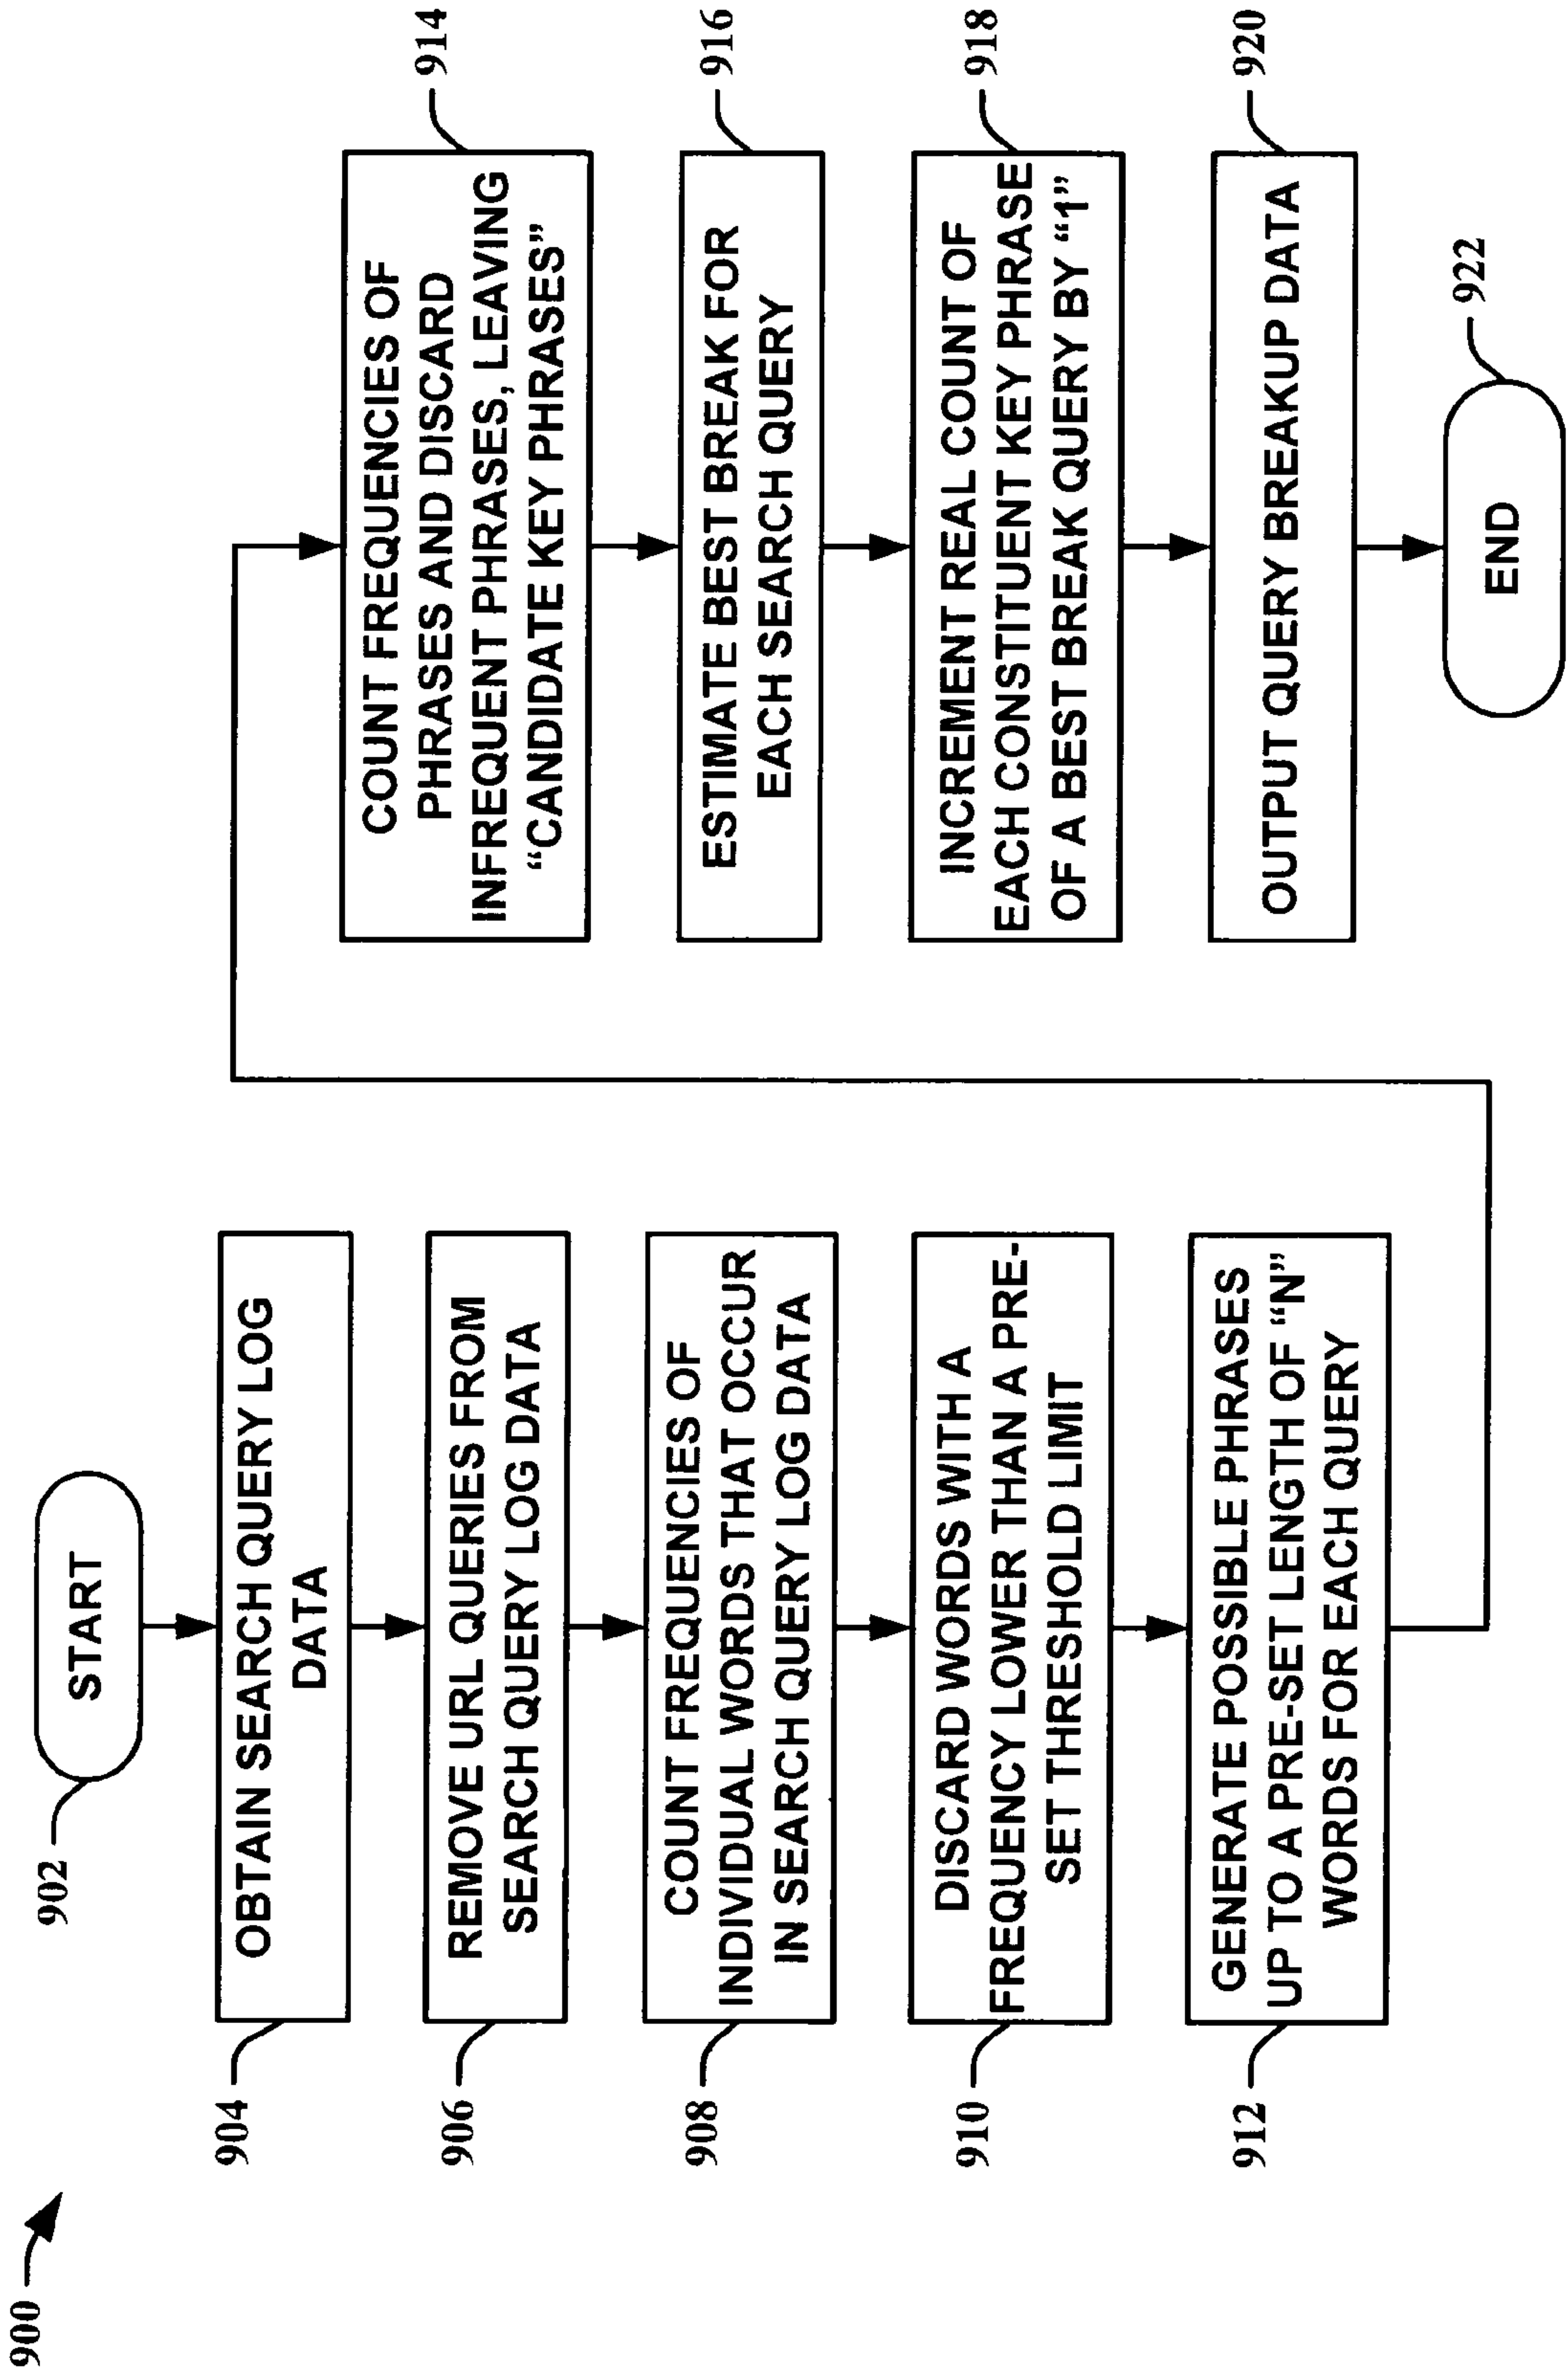 900
902
START
904
OBTAIN SEARCH QUERY LOG
DATA
906
REMOVE URL QUERIES FROM
SEARCH QUERY LOG DATA
908
COUNT FREQUENCIES OF
INDIVIDUAL WORDS THAT OCCUR
IN SEARCH QUERY LOG DATA
910
DISCARD WORDS WITH A
FREQUENCY LOWER THAN A PRE-
SET THRESHOLD LIMIT
912
GENERATE POSSIBLE PHRASES
UP TO A PRE-SET LENGTH OF “N”
WORDS FOR EACH QUERY
914
COUNT FREQUENCIES OF
PHRASES AND DISCARD
INFREQUENT PHRASES, LEAVING
“CANDIDATE KEY PHRASES”
916
ESTIMATE BEST BREAK FOR
EACH SEARCH QUERY
918
INCREMENT REAL COUNT OF
EACH CONSTITUENT KEY PHRASE
OF A BEST BREAK QUERY BY “1”
920
OUTPUT QUERY BREAKUP DATA
922
END